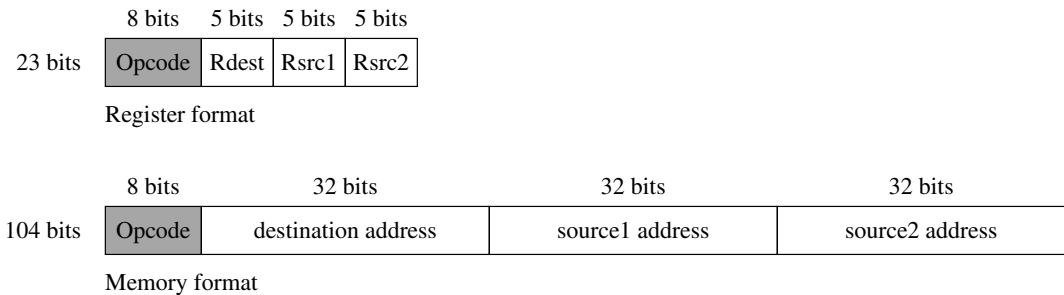 8 bits 5 bits 5 bits 5 bits
23 bits Opcode Rdest Rsrc1 Rsrc2
Register format
8 bits 32 bits 32 bits 32 bits
104 bits Opcode destination address source1 address source2 address
Memory format